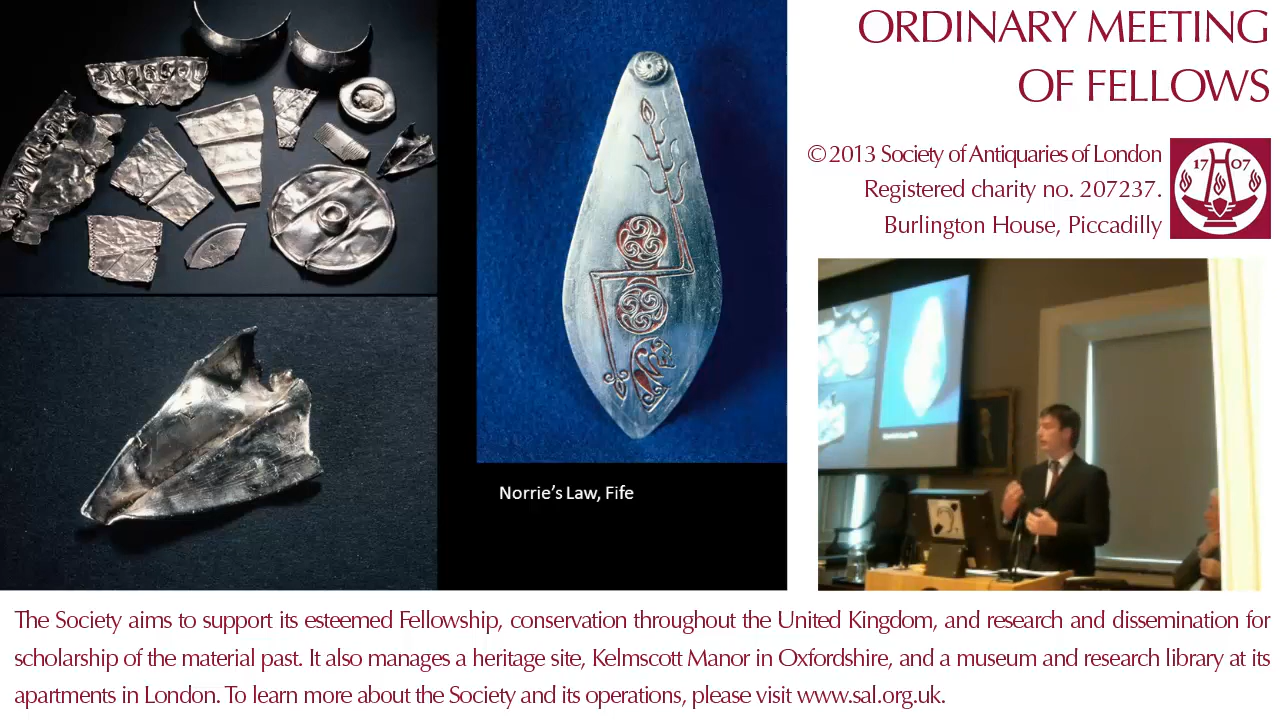 ORDINARY MEETING
OF FELLOWS
© 2013 Society of Antiquaries of London
Registered charity no. 207237.
Burlington House, Piccadilly
17 07
Norrie's Law, Fife
The Society aims to support its esteemed Fellowship, conservation throughout the United Kingdom, and research and dissemination for
scholarship of the material past. It also manages a heritage site, Kelmscott Manor in Oxfordshire, and a museum and research library at its
apartments in London. To learn more about the Society and its operations, please visit www.sal.org.uk.